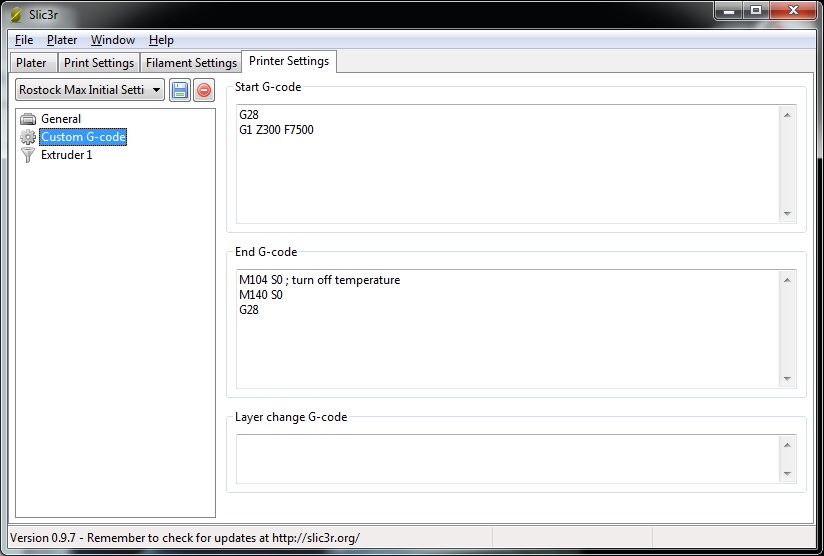 Slic3r
File Plater Window Help
Plater Print Settings Filament Settings Printer Settings
Rostock Max Initial Setti
General
Custom G-code
Extruder 1
Start G-code
G28
G1 Z300 F7500
End G-code
M104 S0 ; turn off temperature
M140 S0
G28
Layer change G-code
Version 0.9.7 - Remember to check for updates at http://slic3r.org/